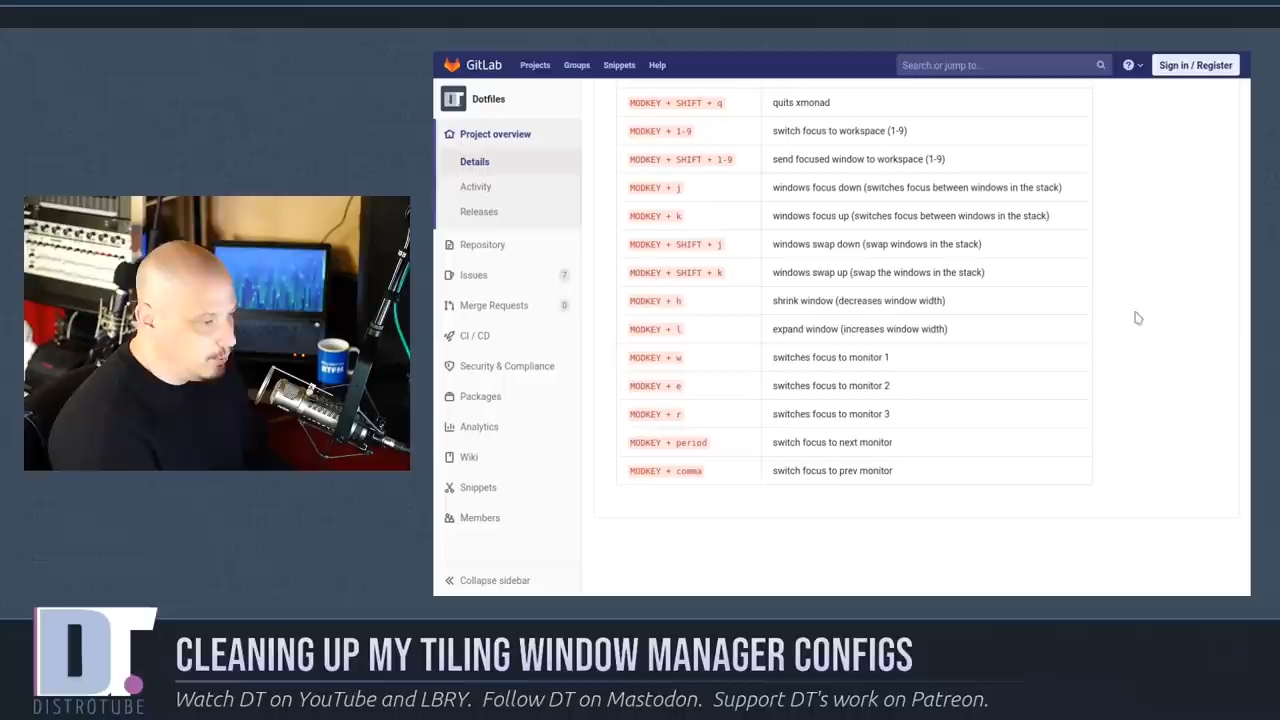 GitLab
Projects
Groups
Snippets
Help
Search or jump to...
Sign in / Register
DT
Dotfiles
Project overview
Details
Activity
Releases
Repository
Issues 7
Merge Requests 0
CI / CD
Security & Compliance
Packages
Analytics
Wiki
Snippets
Members
Collapse sidebar
MODKEY + SHIFT + q quits xmonad
MODKEY + 1-9 switch focus to workspace (1-9)
MODKEY + SHIFT + 1-9 send focused window to workspace (1-9)
MODKEY + j windows focus down (switches focus between windows in the stack)
MODKEY + k windows focus up (switches focus between windows in the stack)
MODKEY + SHIFT + j windows swap down (swap windows in the stack)
MODKEY + SHIFT + k windows swap up (swap the windows in the stack)
MODKEY + h shrink window (decreases window width)
MODKEY + l expand window (increases window width)
MODKEY + w switches focus to monitor 1
MODKEY + e switches focus to monitor 2
MODKEY + r switches focus to monitor 3
MODKEY + period switch focus to next monitor
MODKEY + comma switch focus to prev monitor
RTFM
DT
DISTROTUBE
CLEANING UP MY TILING WINDOW MANAGER CONFIGS
Watch DT on YouTube and LBRY. Follow DT on Mastodon. Support DT's work on Patreon.